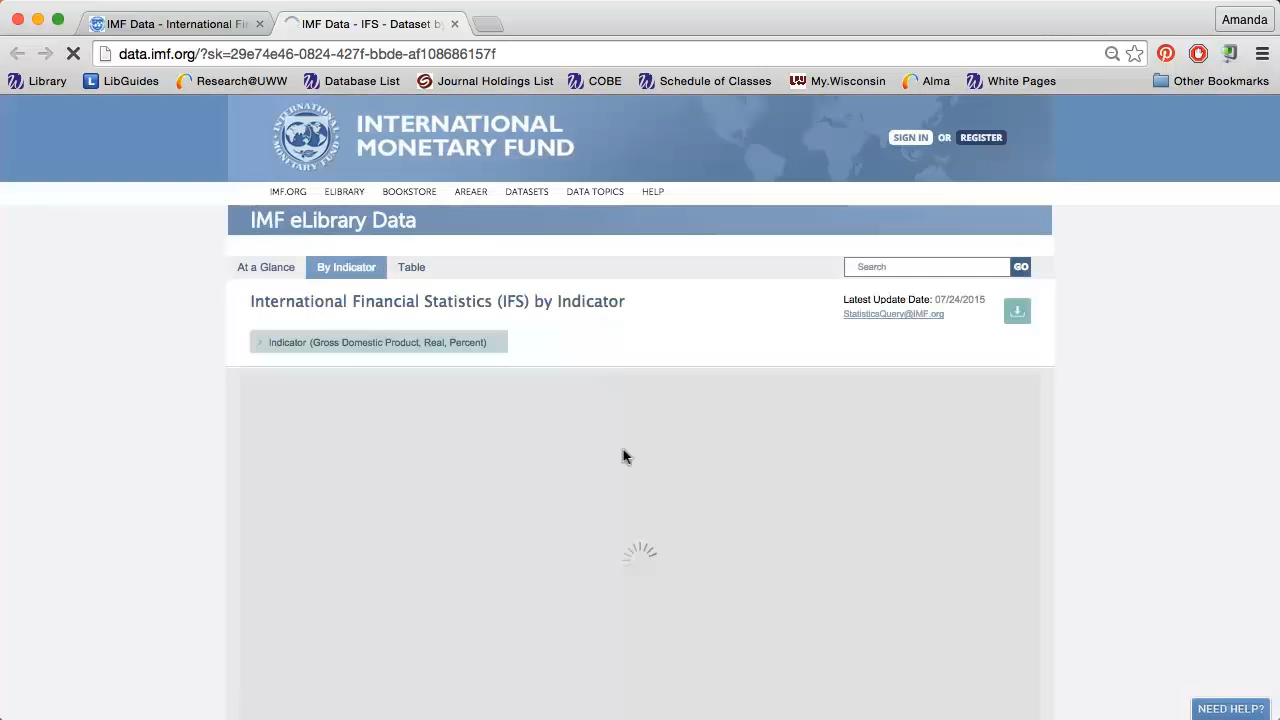 IMF Data - International Fi
IMF Data - IFS - Dataset by
Amanda
data.imf.org/?sk=29e74e46-0824-427f-bbde-af108686157f
Library
LibGuides
Research@UWW
Database List
Journal Holdings List
COBE
Schedule of Classes
My.Wisconsin
Alma
White Pages
Other Bookmarks
INTERNATIONAL
MONETARY FUND
SIGN IN OR REGISTER
IMF.ORG ELIBRARY BOOKSTORE AREAER DATASETS DATA TOPICS HELP
IMF eLibrary Data
At a Glance By Indicator Table
Search GO
International Financial Statistics (IFS) by Indicator
Latest Update Date: 07/24/2015
StatisticsQuery@IMF.org
Indicator (Gross Domestic Product, Real, Percent)
NEED HELP?